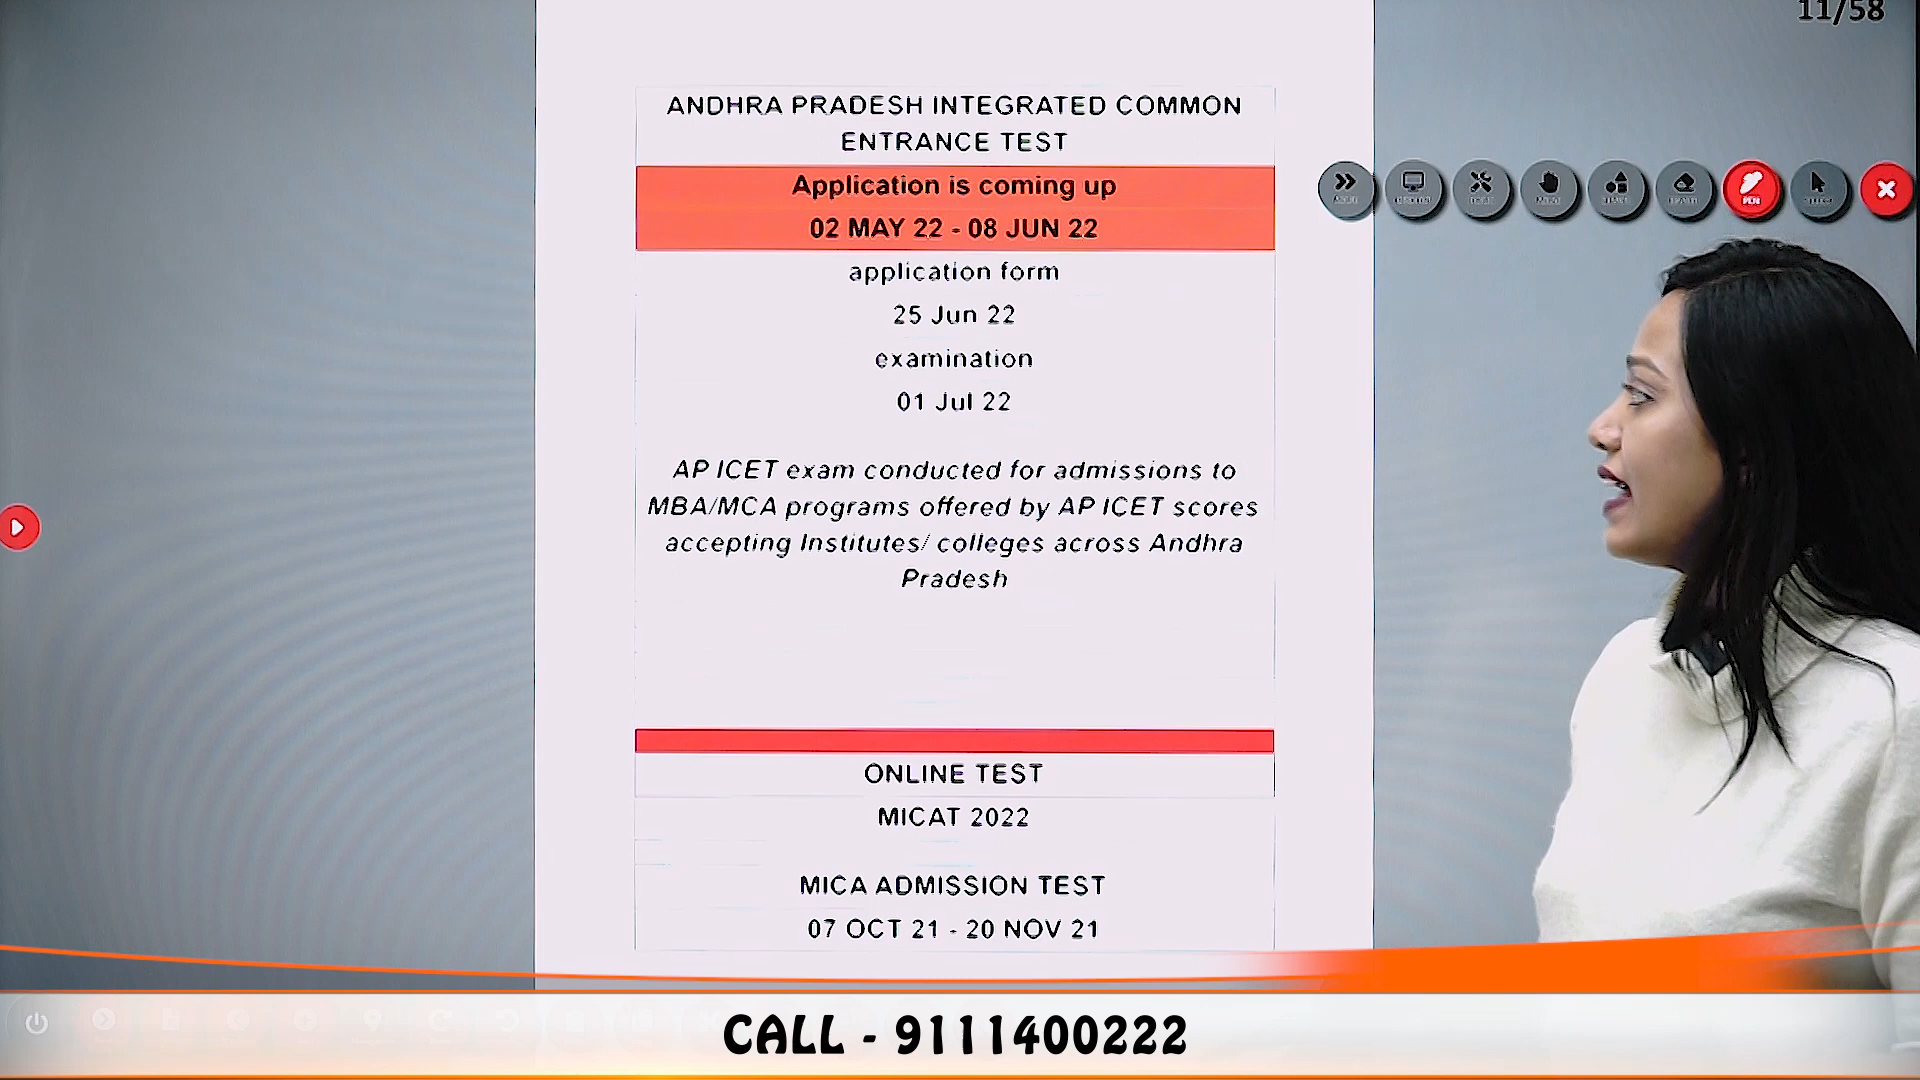 11/58
ANDHRA PRADESH INTEGRATED COMMON
ENTRANCE TEST
Application is coming up
02 MAY 22 - 08 JUN 22
application form
25 Jun 22
examination
01 Jul 22
AP ICET exam conducted for admissions to
MBA/MCA programs offered by AP ICET scores
accepting Institutes/ colleges across Andhra
Pradesh
PEN
ONLINE TEST
MICAT 2022
MICA ADMISSION TEST
07 OCT 21 - 20 NOV 21
CALL - 9111400222